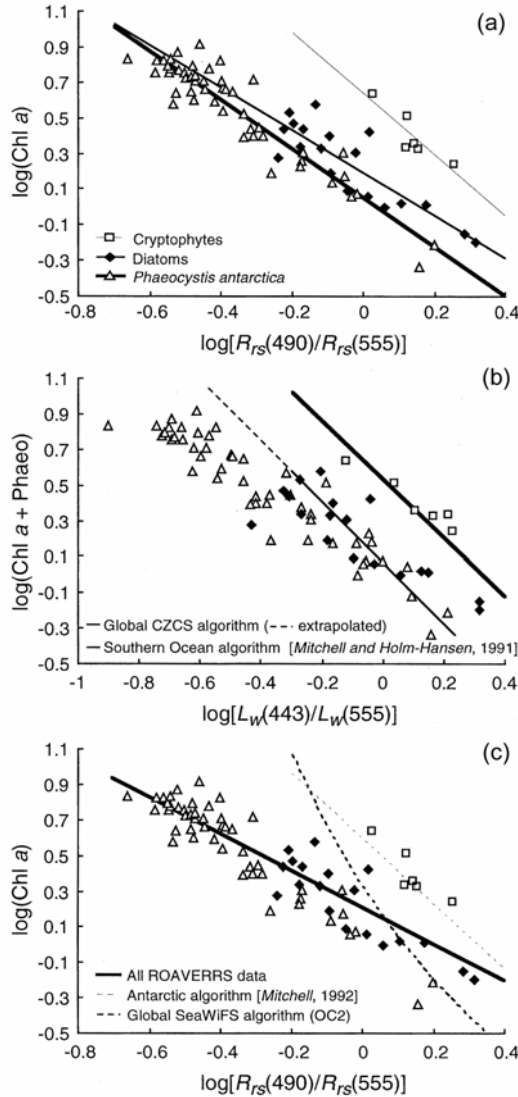 (a)
1.1
0.9
0.7
0.5
0.3
0.1
-0.1
-0.3
-0.5
log(Chl a)
Cryptophytes
Diatoms
Phaeocystis antarctica
-0.8 -0.6 -0.4 -0.2 0 0.2 0.4
log[Rrs(490)/Rrs(555)]
(b)
1.1
0.9
0.7
0.5
0.3
0.1
-0.1
-0.3
-0.5
log(Chl a + Phaeo)
Global CZCS algorithm (--- extrapolated)
Southern Ocean algorithm [Mitchell and Holm-Hansen, 1991]
-1 -0.8 -0.6 -0.4 -0.2 0 0.2 0.4
log[LW(443)/LW(555)]
(c)
1.1
0.9
0.7
0.5
0.3
0.1
-0.1
-0.3
-0.5
log(Chl a)
All ROAVERRS data
Antarctic algorithm [Mitchell, 1992]
Global SeaWiFS algorithm (OC2)
-0.8 -0.6 -0.4 -0.2 0 0.2 0.4
log[Rrs(490)/Rrs(555)]